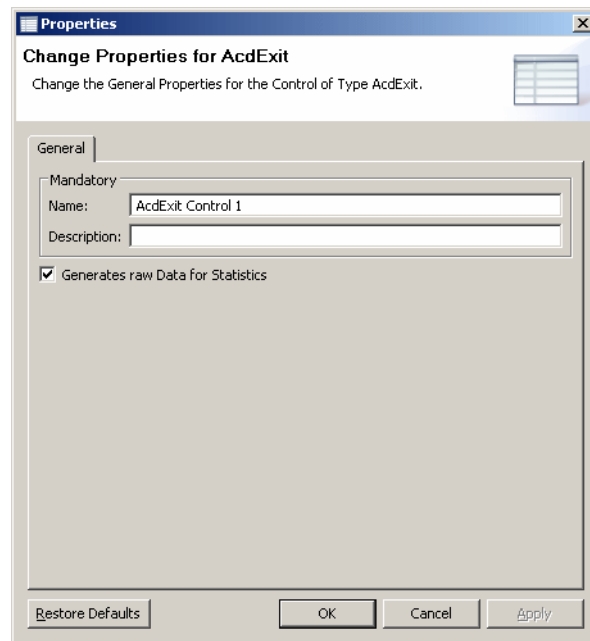 Properties
Change Properties for AcdExit
Change the General Properties for the Control of Type AcdExit.
General
Mandatory
Name: AcdExit Control 1
Description:
Generates raw Data for Statistics
Restore Defaults OK Cancel Apply